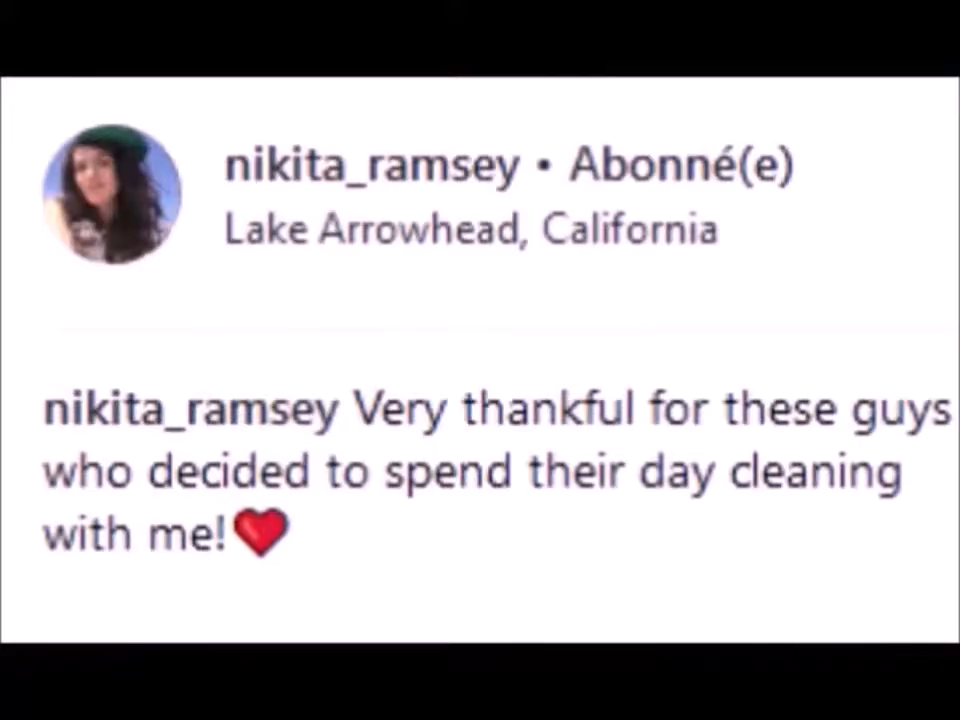 nikita_ramsey • Abonné(e)
Lake Arrowhead, California
nikita_ramsey Very thankful for these guys
who decided to spend their day cleaning
with me!❤️